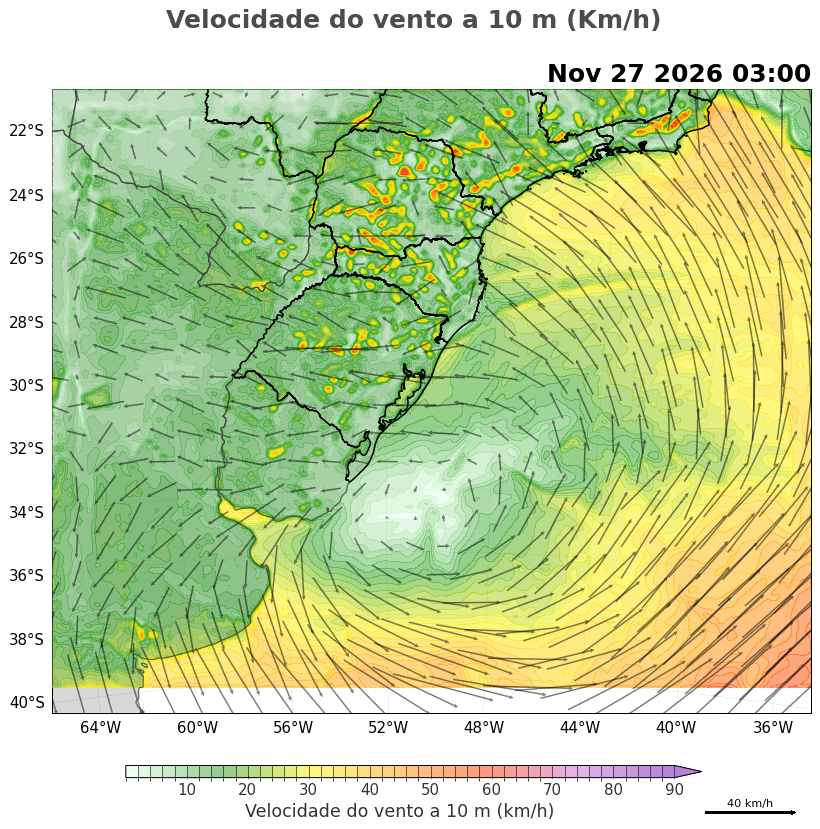 Velocidade do vento a 10 m (Km/h)
Nov 27 2026 03:00
22°S
24°S
26°S
28°S
30°S
32°S
34°S
36°S
38°S
40°S
64°W 60°W 56°W 52°W 48°W 44°W 40°W 36°W
10 20 30 40 50 60 70 80 90
Velocidade do vento a 10 m (km/h)
40 km/h